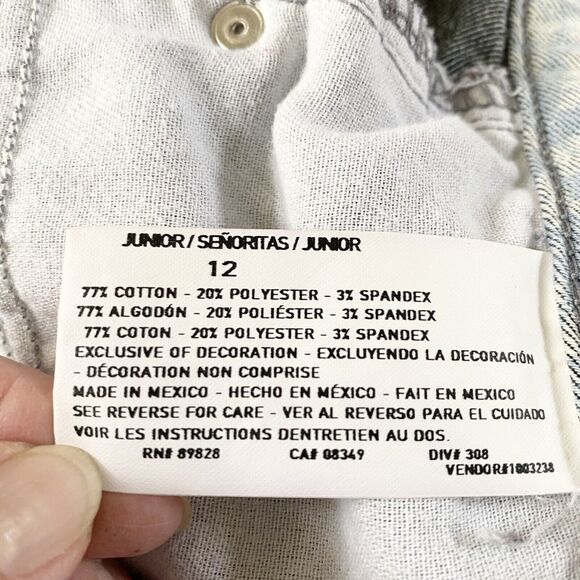 JUNIOR / SEÑORITAS / JUNIOR
12
77% COTTON - 20% POLYESTER - 3% SPANDEX
77% ALGODÓN - 20% POLIÉSTER - 3% SPANDEX
77% COTON - 20% POLYESTER - 3% SPANDEX
EXCLUSIVE OF DECORATION - EXCLUYENDO LA DECORACIÓN
- DÉCORATION NON COMPRISE
MADE IN MEXICO - HECHO EN MÉXICO - FAIT EN MEXICO
SEE REVERSE FOR CARE - VER AL REVERSO PARA EL CUIDADO
VOIR LES INSTRUCTIONS DENTRETIEN AU DOS.
RN# 89828 CA# 08349 DIV# 308
VENDOR#1003238